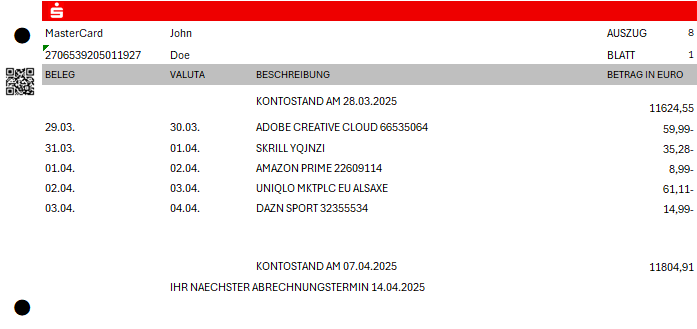 MasterCard John AUSZUG 8
2706539205011927 Doe BLATT 1
BELEG VALUTA BESCHREIBUNG BETRAG IN EURO
KONTOSTAND AM 28.03.2025 11624,55
29.03. 30.03. ADOBE CREATIVE CLOUD 66535064 59,99-
31.03. 01.04. SKRILL YQJNZI 35,28-
01.04. 02.04. AMAZON PRIME 22609114 8,99-
02.04. 03.04. UNIQLO MKTPLC EU ALSAXE 61,11-
03.04. 04.04. DAZN SPORT 32355534 14,99-
KONTOSTAND AM 07.04.2025 11804,91
IHR NAECHSTER ABRECHNUNGSTERMIN 14.04.2025